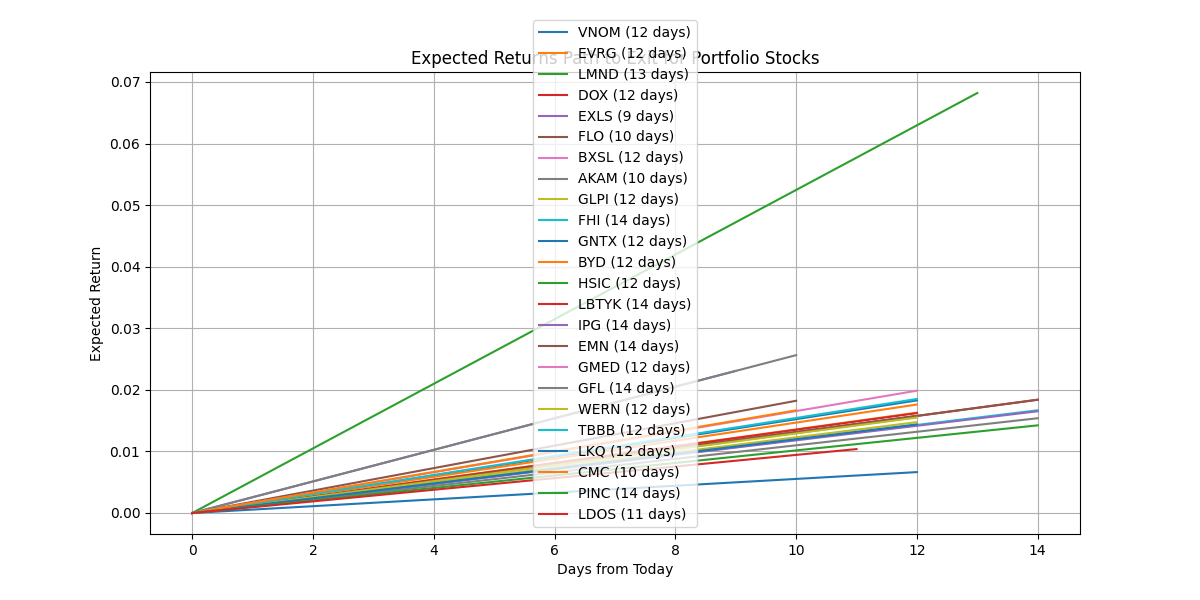 Expected Returns Path to Exit for Portfolio Stocks
VNOM (12 days)
EVRG (12 days)
LMND (13 days)
DOX (12 days)
EXLS (9 days)
FLO (10 days)
BXSL (12 days)
AKAM (10 days)
GLPI (12 days)
FHI (14 days)
GNTX (12 days)
BYD (12 days)
HSIC (12 days)
LBTYK (14 days)
IPG (14 days)
EMN (14 days)
GMED (12 days)
GFL (14 days)
WERN (12 days)
TBBB (12 days)
LKQ (12 days)
CMC (10 days)
PINC (14 days)
LDOS (11 days)
Expected Return
0.07
0.06
0.05
0.04
0.03
0.02
0.01
0.00
0 2 4 6 8 10 12 14
Days from Today